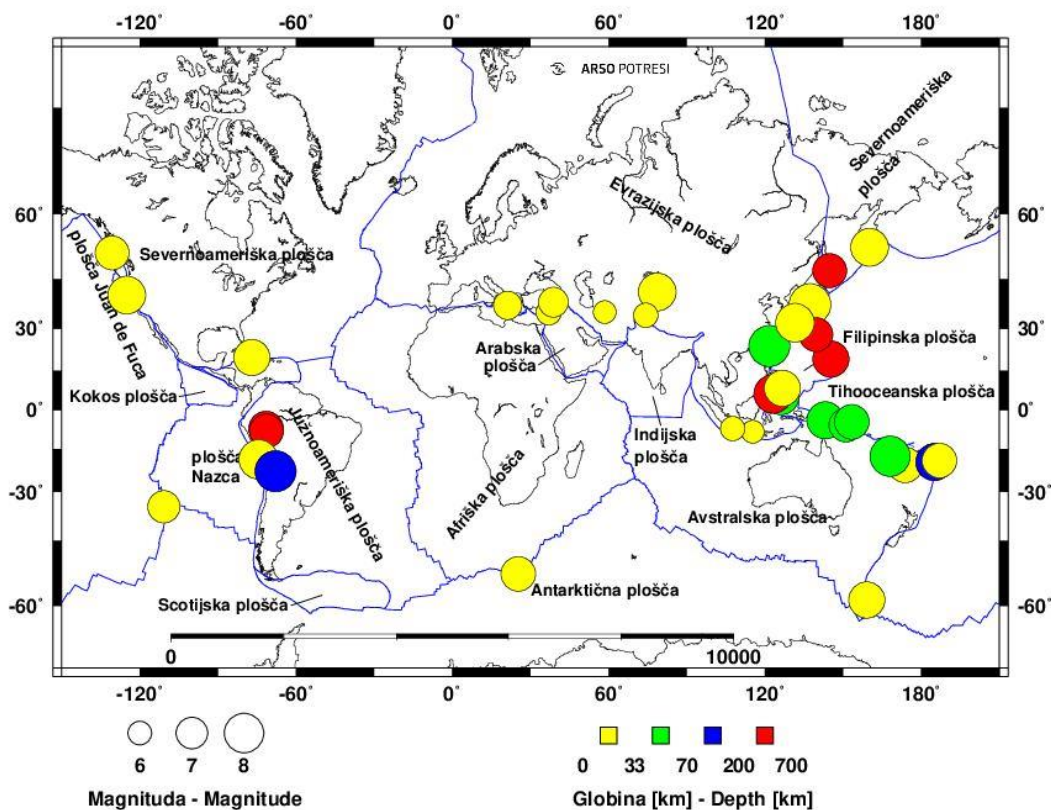 -120° -60° 0° 60° 120° 180°
ARSO POTRESI
Severnoameriška
plošča
Evrazijska plošča
60° 60°
Severnoameriška plošča
plošča Juan de Fuca
30° 30°
Filipinska plošča
Arabska
plošča
Tihooceanska plošča
Kokos plošča
0° 0°
Južnoameriška plošča
Indijska
plošča
plošča
Nazca
Afriška plošča
-30° -30°
Avstralska plošča
Antarktična plošča
Scotijska plošča
-60° -60°
0 10000
-120° -60° 0° 60° 120° 180°
6 7 8
0 33 70 200 700
Magnituda - Magnitude
Globina [km] - Depth [km]